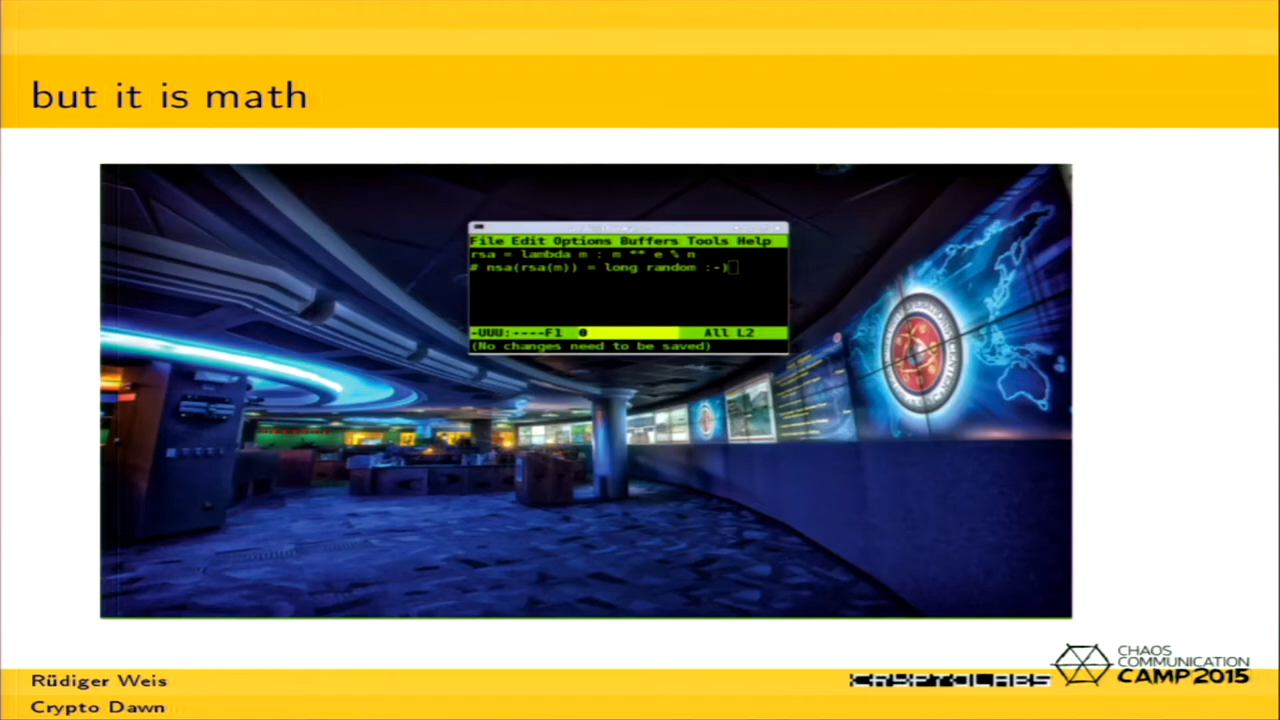 but it is math
File Edit Options Buffers Tools Help
rsa = lambda m : m ** e % n
# nsa(rsa(m)) = long random :-)
-UUU:----F1 0 All L2
(No changes need to be saved)
Rüdiger Weis
Crypto Dawn
CRYPTOLABS
CHAOS
COMMUNICATION
CAMP 2015